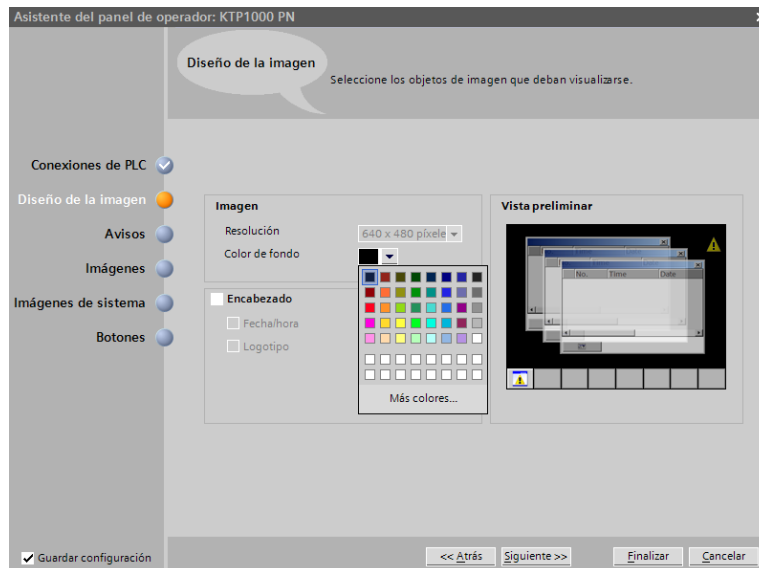 Asistente del panel de operador: KTP1000 PN
Diseño de la imagen
Seleccione los objetos de imagen que deban visualizarse.
Conexiones de PLC
Diseño de la imagen
Avisos
Imágenes
Imágenes de sistema
Botones
Imagen
Resolución
640 x 480 píxele
Color de fondo
Encabezado
Fecha/hora
Logotipo
Más colores...
Vista preliminar
No. Time Date
Guardar configuración
<< Atrás
Siguiente >>
Finalizar
Cancelar